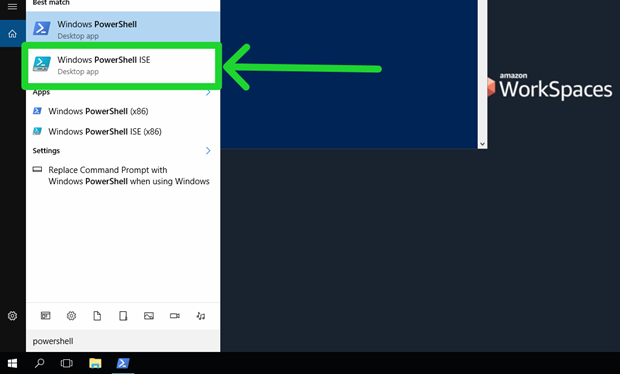 Best match
Windows PowerShell
Desktop app
Windows PowerShell ISE
Desktop app
Apps
Windows PowerShell (x86)
Windows PowerShell ISE (x86)
Settings
Replace Command Prompt with
Windows PowerShell when using Windows
powershell
amazon
WorkSpaces